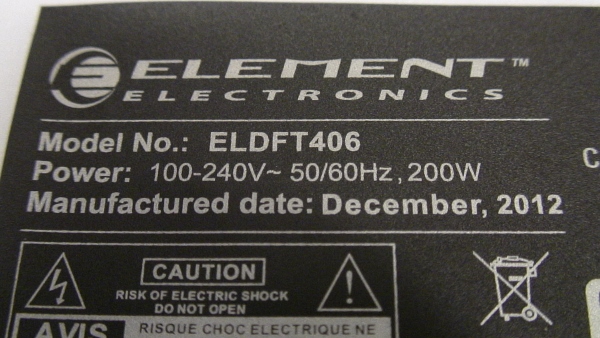 ELEMENT™
ELECTRONICS
Model No.: ELDFT406
Power: 100-240V~ 50/60Hz, 200W
Manufactured date: December, 2012
C
CAUTION
RISK OF ELECTRIC SHOCK
DO NOT OPEN
AVIS
RISQUE CHOC ELECTRIQUE NE